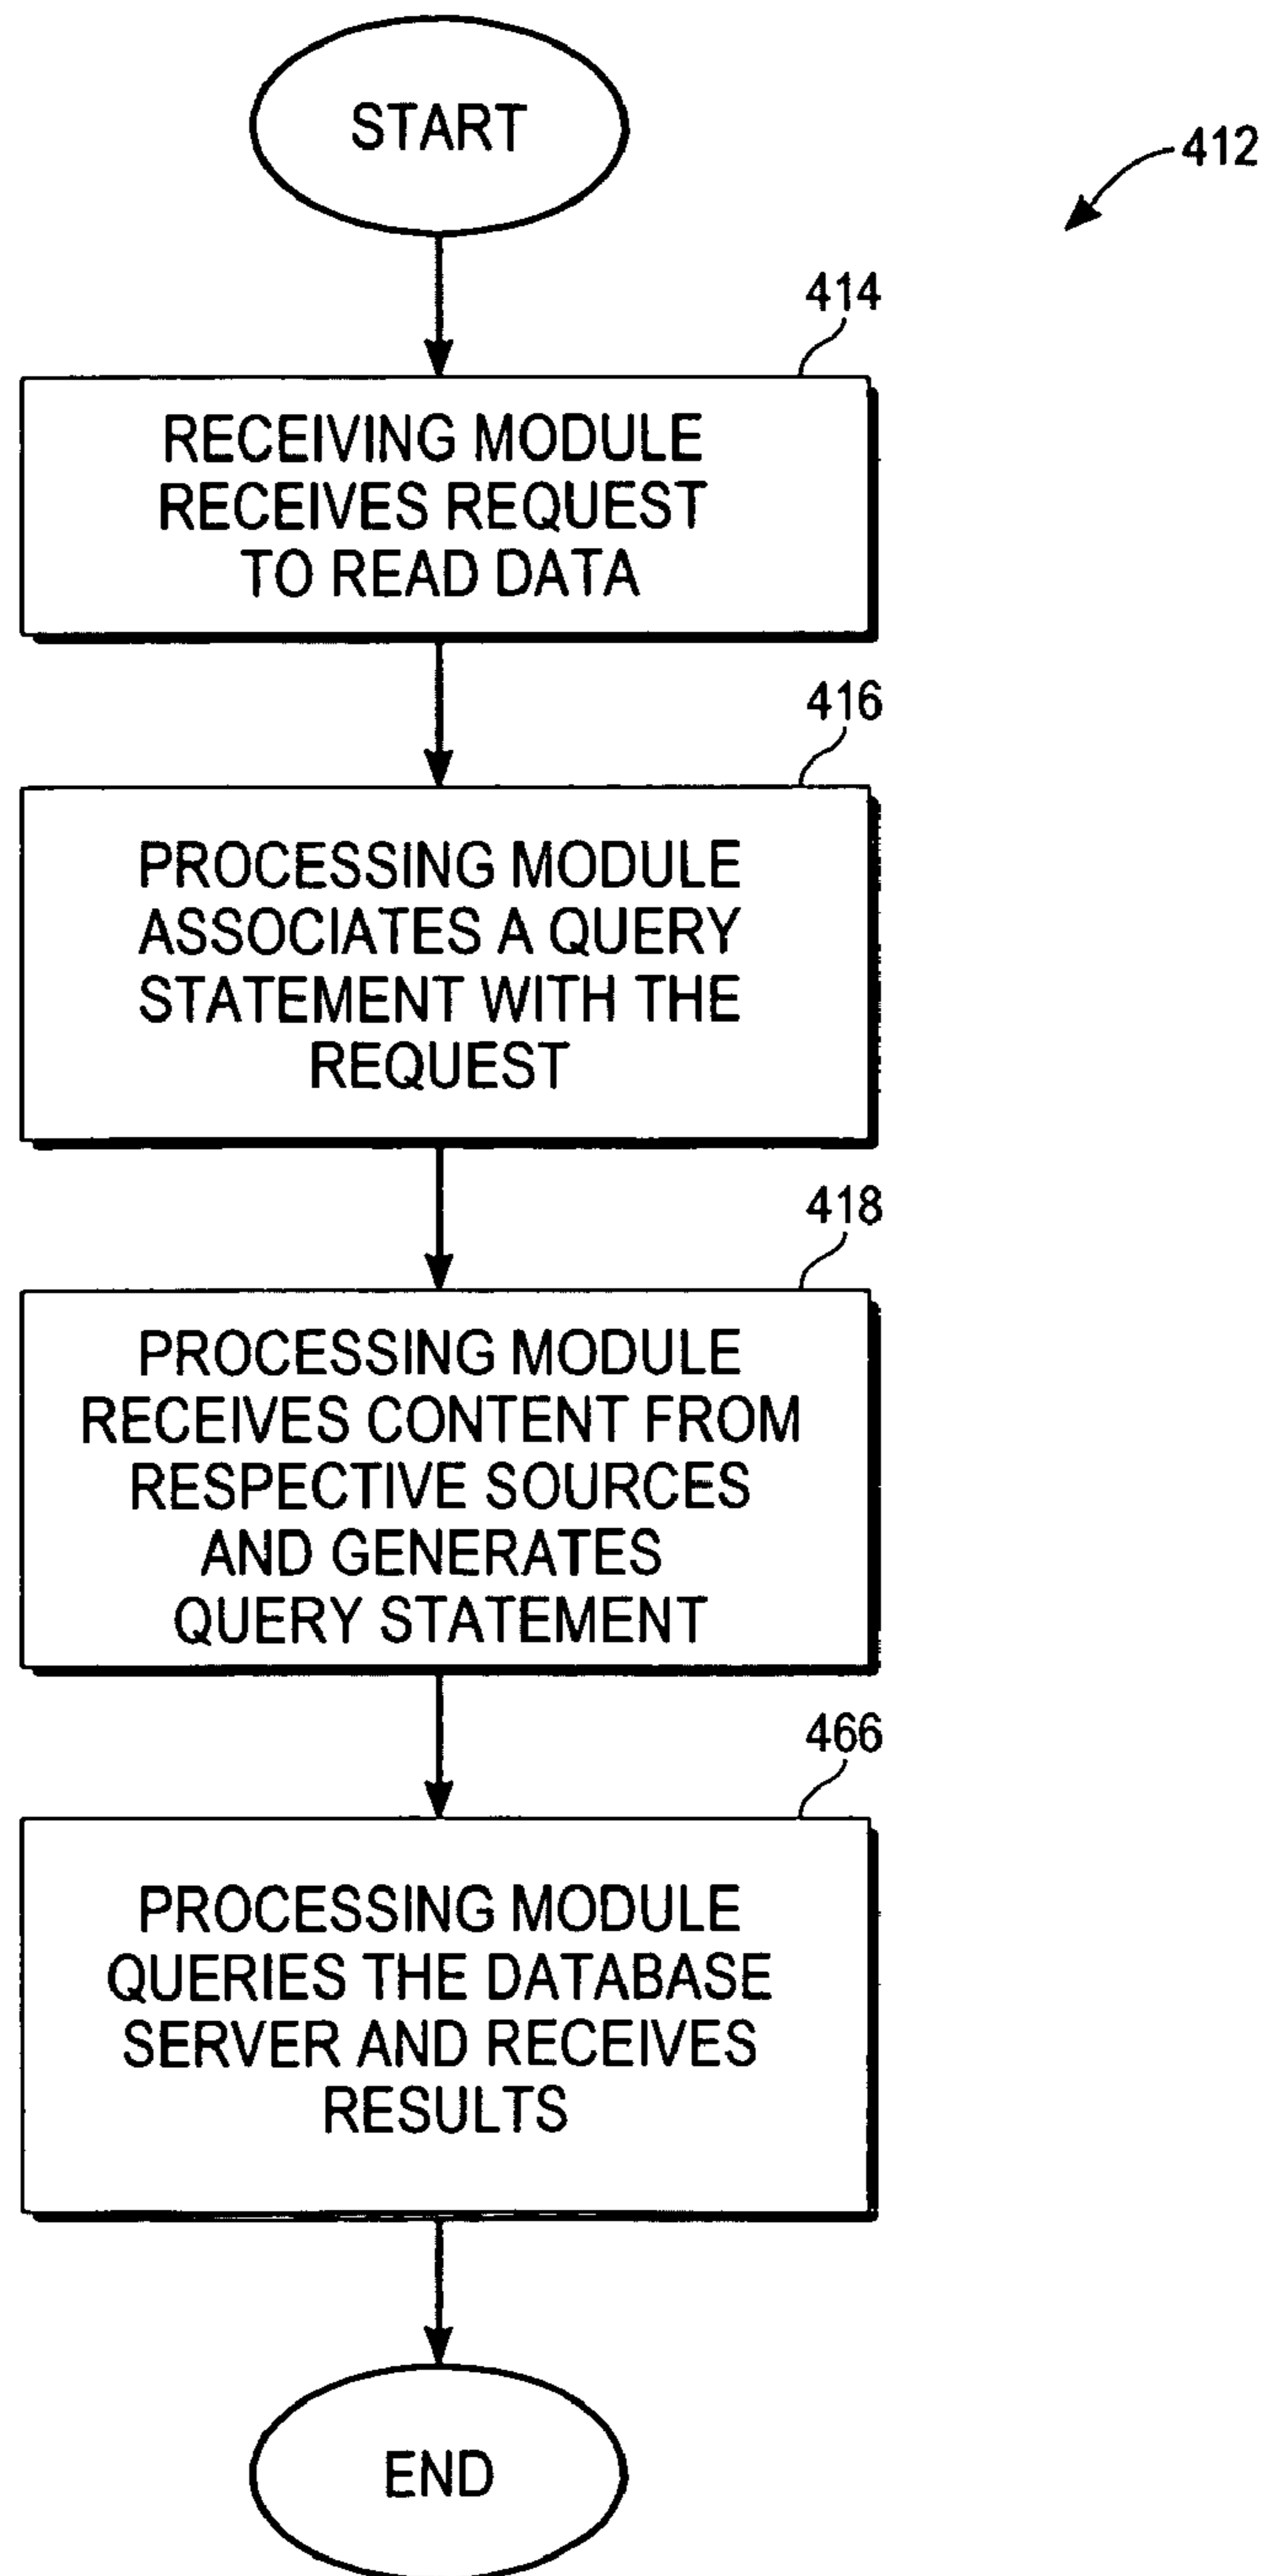 START
412
414
RECEIVING MODULE
RECEIVES REQUEST
TO READ DATA
416
PROCESSING MODULE
ASSOCIATES A QUERY
STATEMENT WITH THE
REQUEST
418
PROCESSING MODULE
RECEIVES CONTENT FROM
RESPECTIVE SOURCES
AND GENERATES
QUERY STATEMENT
466
PROCESSING MODULE
QUERIES THE DATABASE
SERVER AND RECEIVES
RESULTS
END